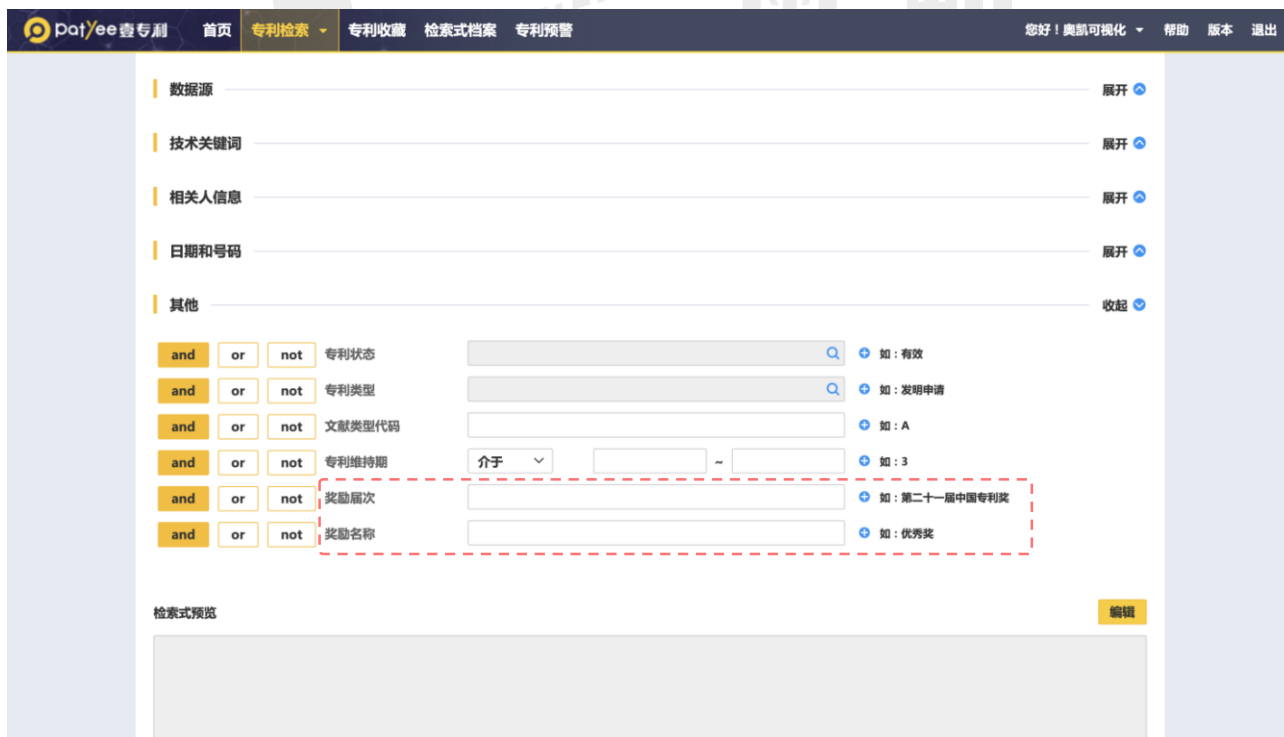 patyee壹专利 首页 专利检索 专利收藏 检索式档案 专利预警 您好！奥凯可视化 帮助 版本 退出
数据源 展开
技术关键词 展开
相关人信息 展开
日期和号码 展开
其他 收起
and or not 专利状态 如：有效
and or not 专利类型 如：发明申请
and or not 文献类型代码 如：A
and or not 专利维持期 介于 ~ 如：3
and or not 奖励届次 如：第二十一届中国专利奖
and or not 奖励名称 如：优秀奖
检索式预览 编辑